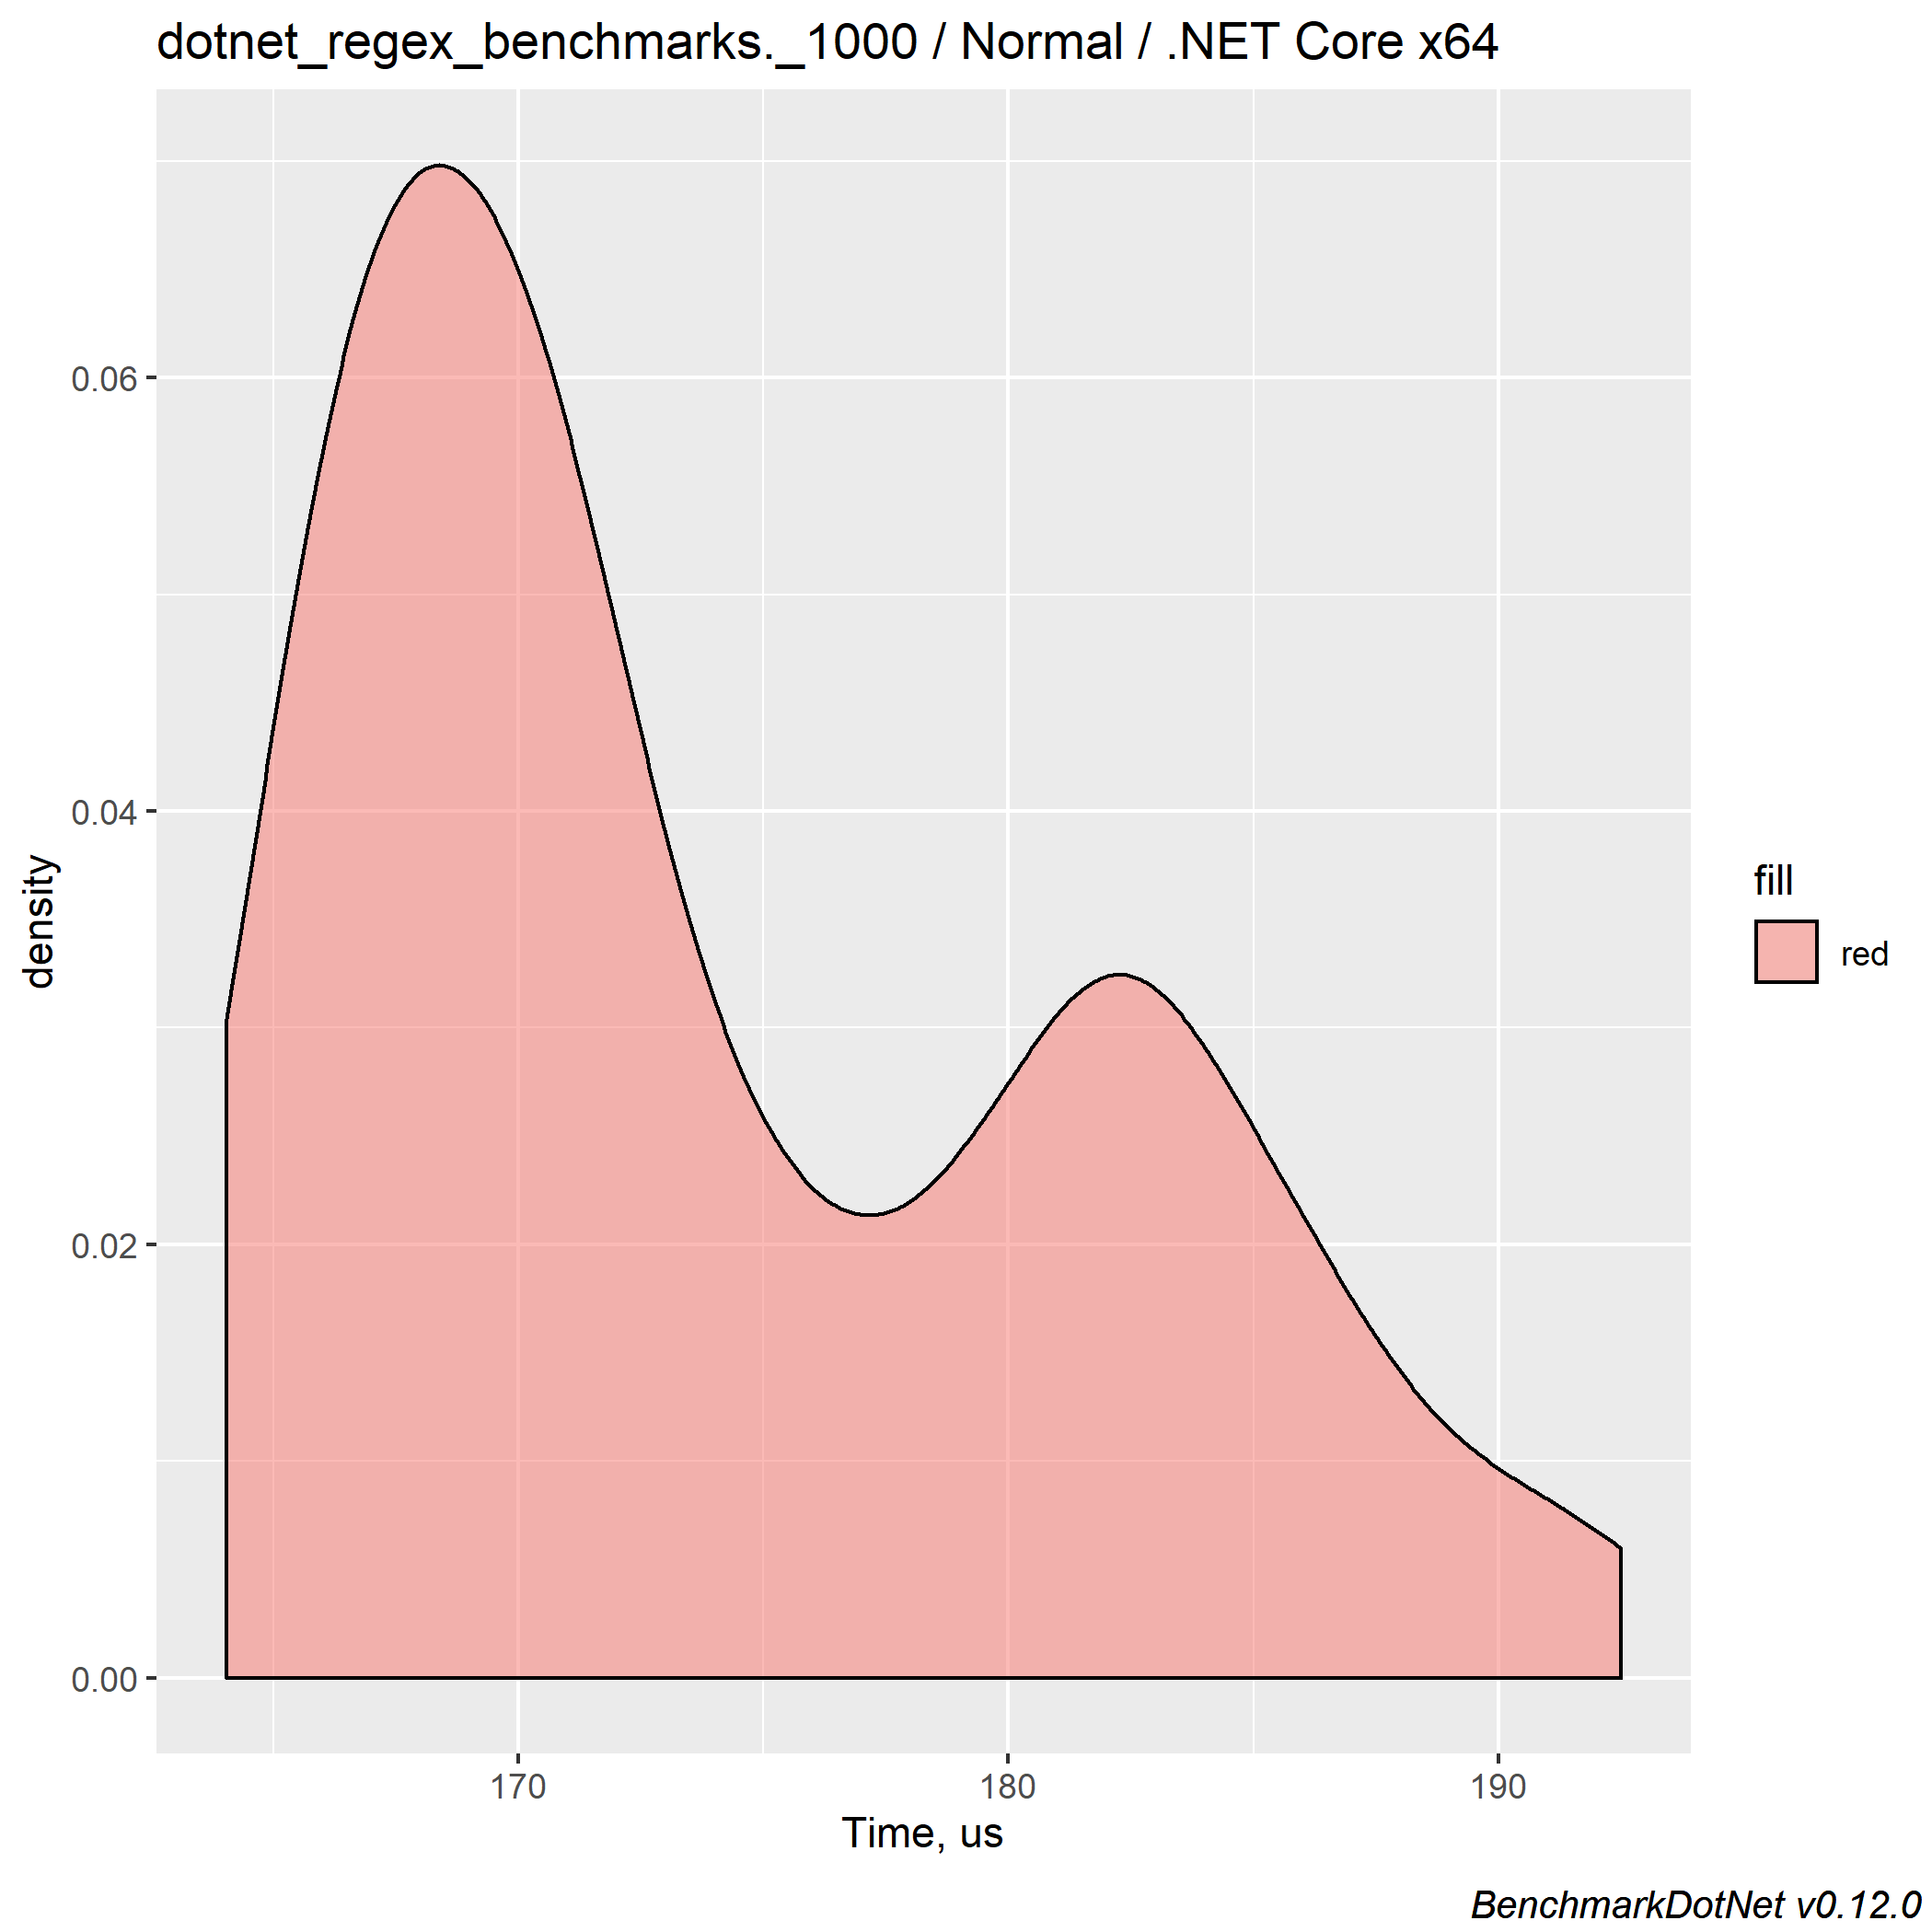 dotnet_regex_benchmarks._1000 / Normal / .NET Core x64
density
0.06
0.04
0.02
0.00
170 180 190
Time, us
fill
red
BenchmarkDotNet v0.12.0